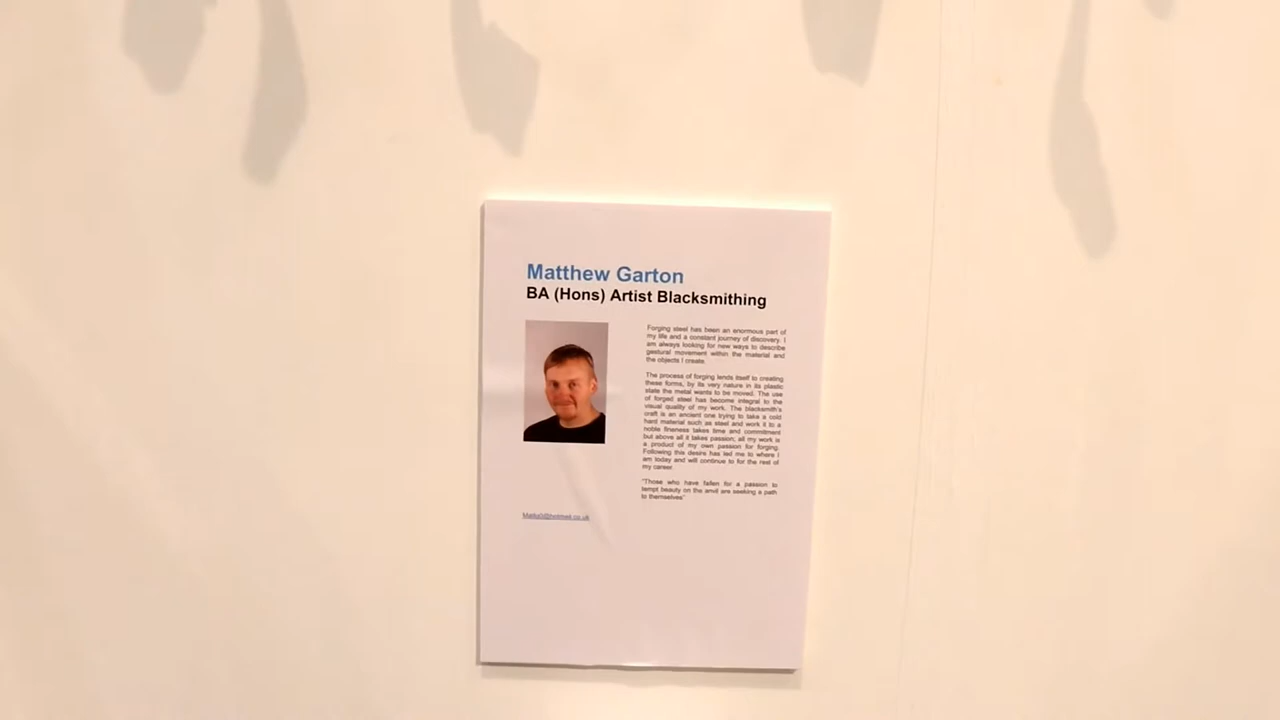 Matthew Garton
BA (Hons) Artist Blacksmithing
Forging steel has been an enormous part of
my life and a constant journey of discovery. I
am always looking for new ways to describe
gestural movement within the material and
the objects I create.
The process of forging lends itself to creating
these forms, by its very nature in its plastic
state the metal wants to be moved. The use
of forged steel has become integral to the
visual quality of my work. The blacksmith's
craft is an ancient one trying to take a cold
hard material such as steel and work it to a
noble fineness takes time and commitment
but above all it takes passion; all my work is
a product of my own passion for forging.
Following this desire has led me to where I
am today and will continue to for the rest of
my career.
"Those who have fallen for a passion to
tempt beauty on the anvil are seeking a path
to themselves"